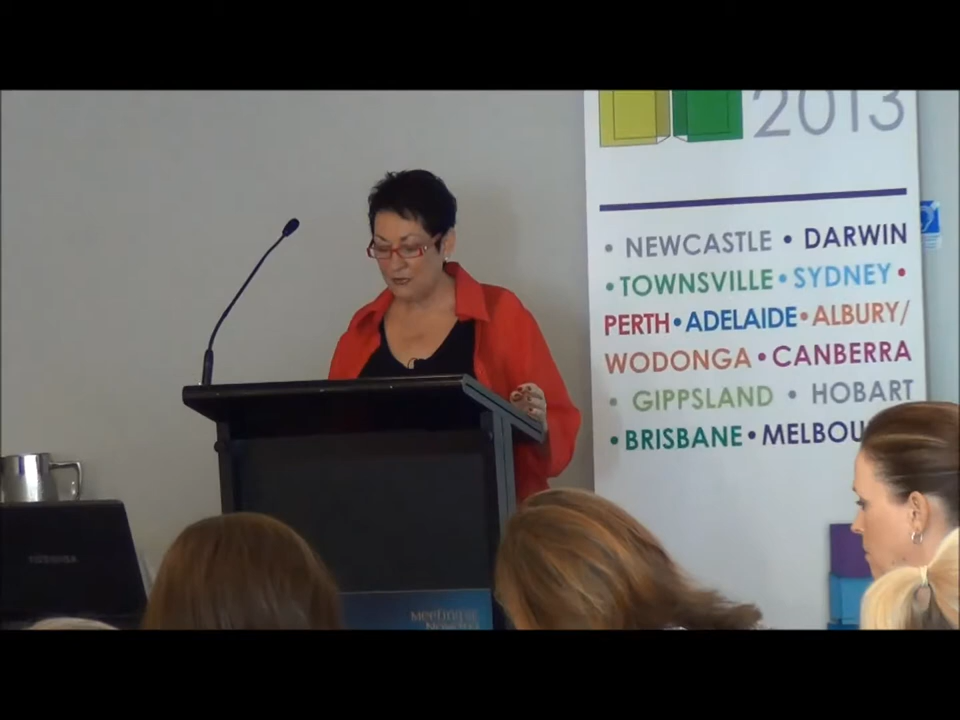 2013
• NEWCASTLE • DARWIN
• TOWNSVILLE • SYDNEY •
PERTH • ADELAIDE • ALBURY/
WODONGA • CANBERRA
• GIPPSLAND • HOBART
• BRISBANE • MELBOU
TOSHIBA